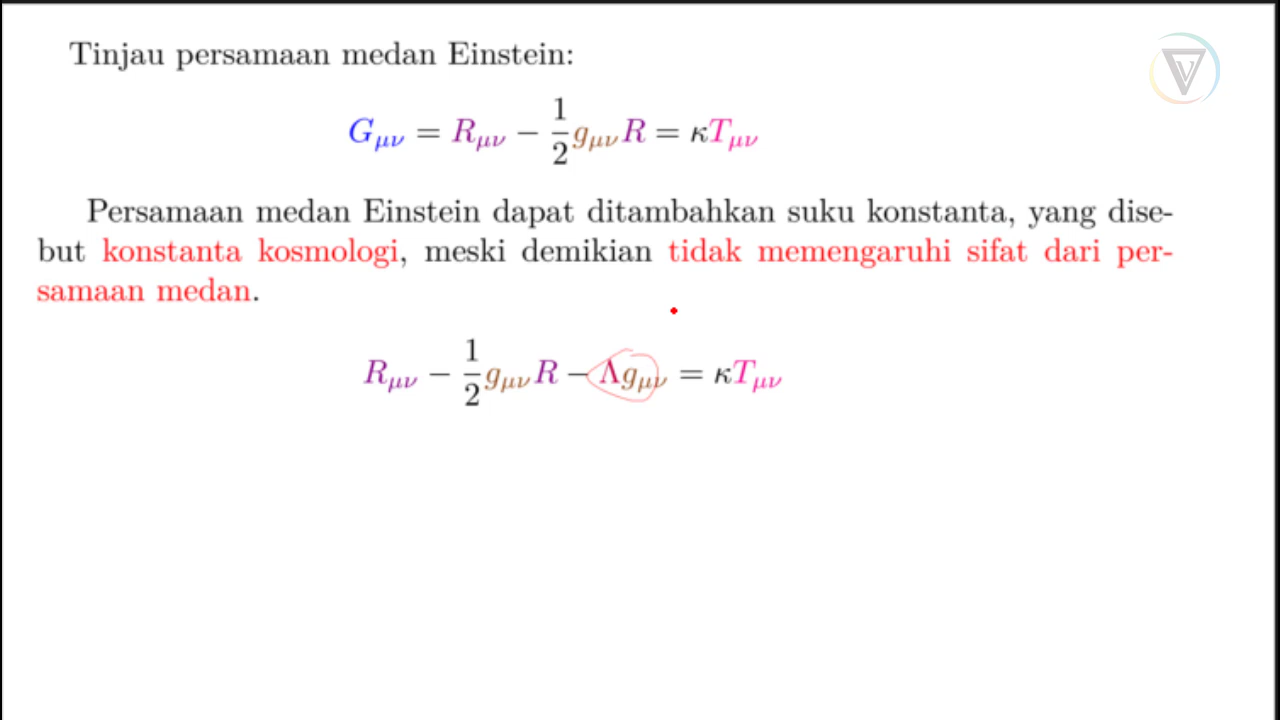 Tinjau persamaan medan Einstein:
G_{μν} = R_{μν} − \frac{1}{2} g_{μν} R = κT_{μν}
Persamaan medan Einstein dapat ditambahkan suku konstanta, yang dise-
but konstanta kosmologi, meski demikian tidak memengaruhi sifat dari per-
samaan medan.
R_{μν} − \frac{1}{2} g_{μν} R − Λg_{μν} = κT_{μν}